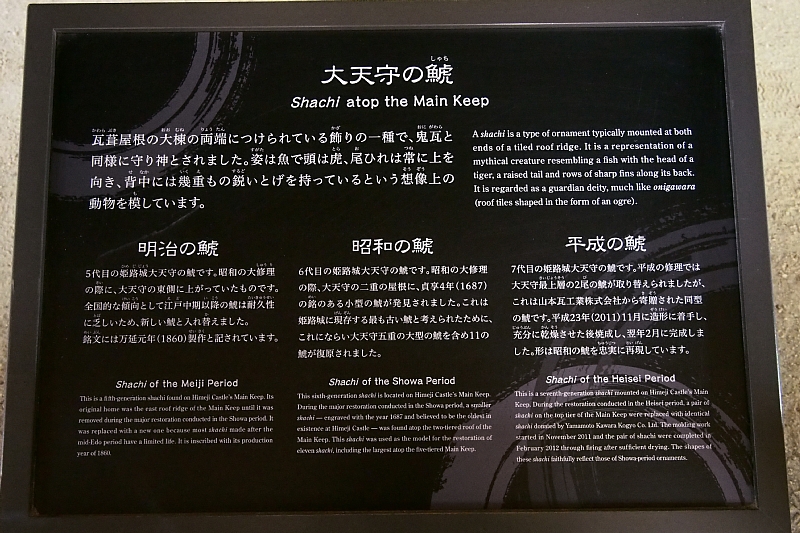 大天守の鯱
しゃち
Shachi atop the Main Keep
瓦葺屋根の大棟の両端につけられている飾りの一種で、鬼瓦と
同様に守り神とされました。姿は魚で頭は虎、尾ひれは常に上を
向き、背中には幾重もの鋭いとげを持っているという想像上の
動物を模しています。
A shachi is a type of ornament typically mounted at both
ends of a tiled roof ridge. It is a representation of a
mythical creature resembling a fish with the head of a
tiger, a raised tail and rows of sharp fins along its back.
It is regarded as a guardian deity, much like onigawara
(roof tiles shaped in the form of an ogre).
明治の鯱
5代目の姫路城大天守の鯱です。昭和の大修理
の際に、大天守の東側に上がっていたものです。
全国的な傾向として江戸中期以降の鯱は耐久性
に乏しいため、新しい鯱と入れ替えました。
銘文には万延元年(1860)製作と記されています。
Shachi of the Meiji Period
This is a fifth-generation shachi found on Himeji Castle's Main Keep. Its
original home was the east roof ridge of the Main Keep until it was
removed during the major restoration conducted in the Showa period. It
was replaced with a new one because most shachi made after the
mid-Edo period have a limited life. It is inscribed with its production
year of 1860.
昭和の鯱
6代目の姫路城大天守の鯱です。昭和の大修理
の際、大天守の二重の屋根に、貞享4年(1687)
の銘のある小型の鯱が発見されました。これは
姫路城に現存する最も古い鯱と考えられたために、
これにならい大天守五重の大型の鯱を含め11の
鯱が復原されました。
Shachi of the Showa Period
This sixth-generation shachi is located on Himeji Castle's Main Keep.
During the major restoration conducted in the Showa period, a smaller
shachi — engraved with the year 1687 and believed to be the oldest in
existence at Himeji Castle — was found atop the two-tiered roof of the
Main Keep. This shachi was used as the model for the restoration of
eleven shachi, including the largest atop the five-tiered Main Keep.
平成の鯱
7代目の姫路城大天守の鯱です。平成の修理では
大天守最上層の2尾の鯱が取り替えられましたが、
これは山本瓦工業株式会社から寄贈された同型
の鯱です。平成23年(2011)11月に造形に着手し、
充分に乾燥させた後焼成し、翌年2月に完成しま
した。形は昭和の鯱を忠実に再現しています。
Shachi of the Heisei Period
This is a seventh-generation shachi mounted on Himeji Castle's Main
Keep. During the restoration conducted in the Heisei period, a pair of
shachi on the top tier of the Main Keep were replaced with identical
shachi donated by Yamamoto Kawara Kogyo Co. Ltd. The molding work
started in November 2011 and the pair of shachi were completed in
February 2012 through firing after sufficient drying. The shapes of
these shachi faithfully reflect those of Showa-period ornaments.